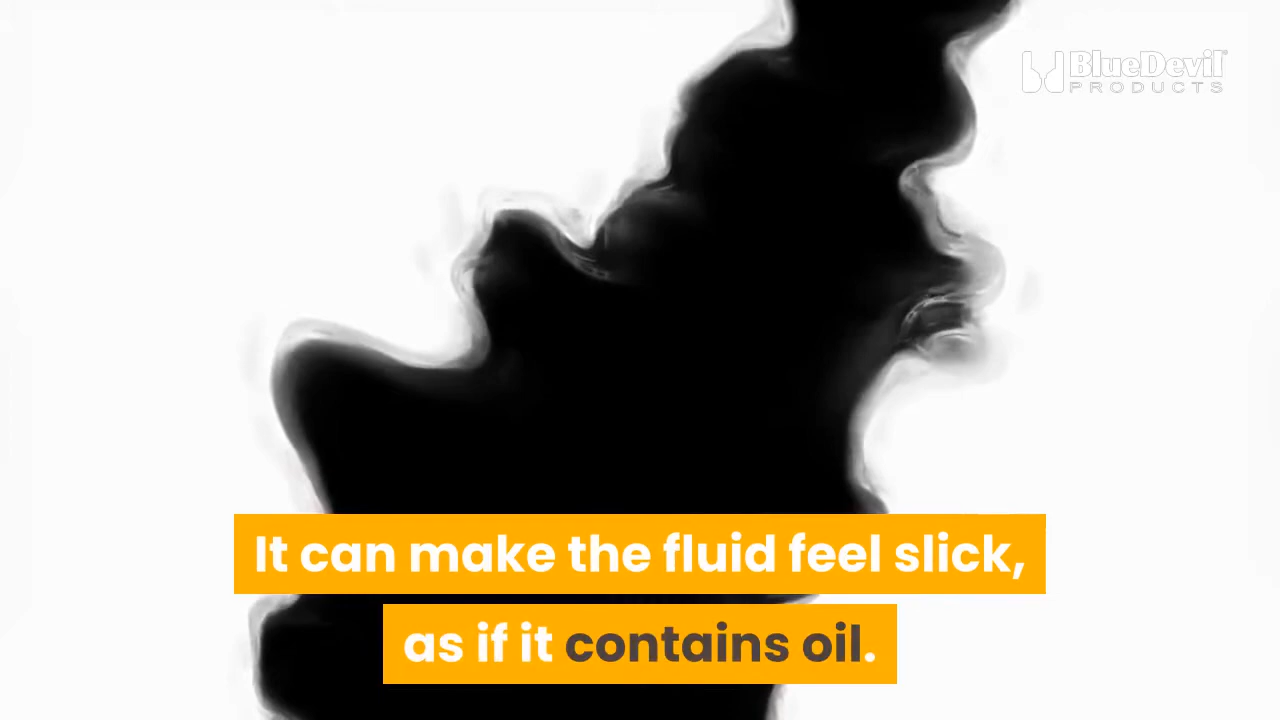 BlueDevil®
PRODUCTS
It can make the fluid feel slick,
as if it contains oil.